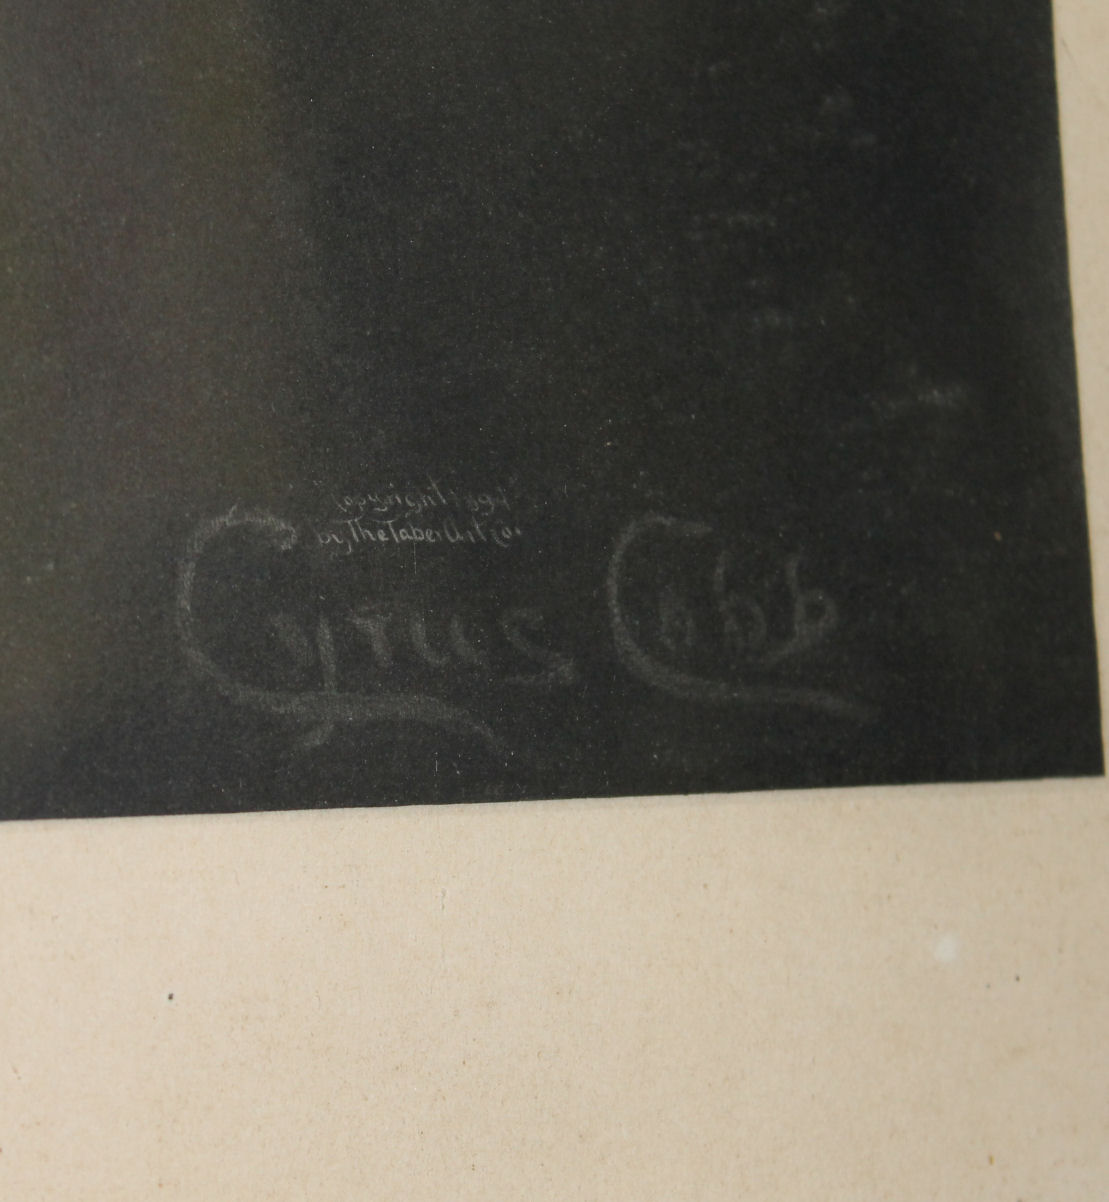 Copyright 1894
by The Taber Art Co.
Cyrus Cobb